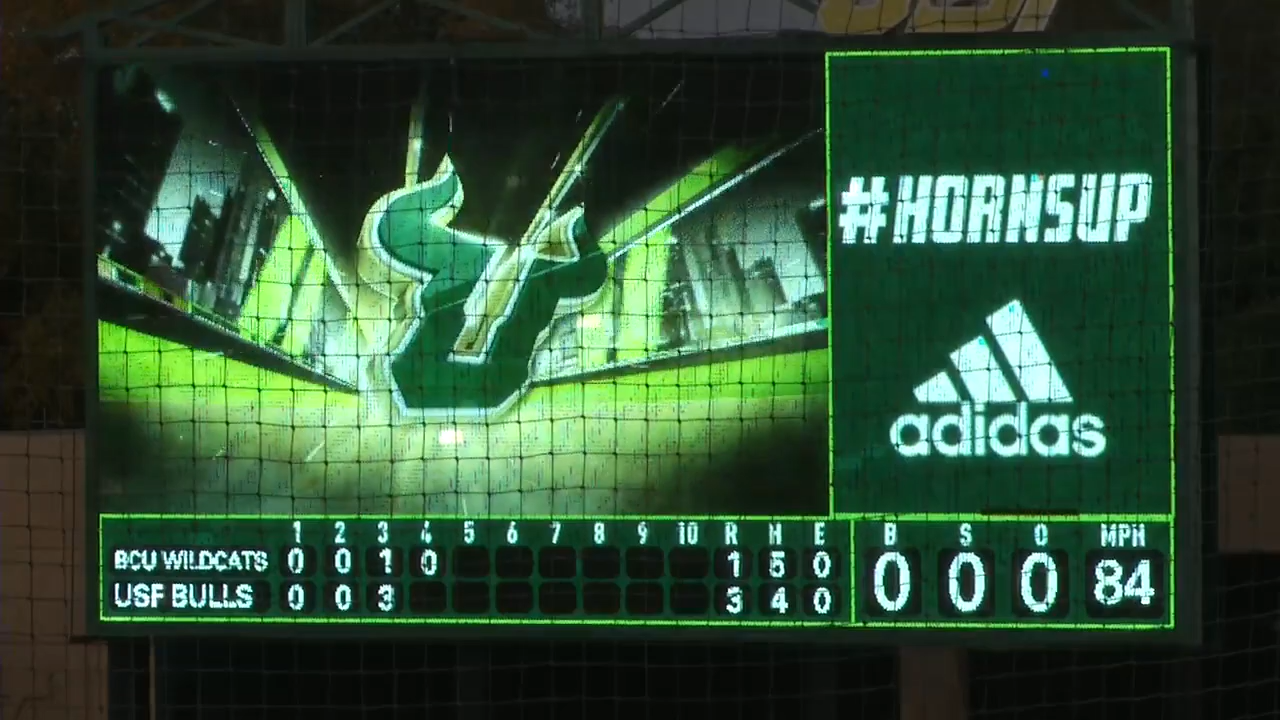 #HORNSUP
adidas
1 2 3 4 5 6 7 8 9 10 R H E
BCU WILDCATS 0 0 1 0 1 5 0
USF BULLS 0 0 3 3 4 0
B S O MPH
0 0 0 84